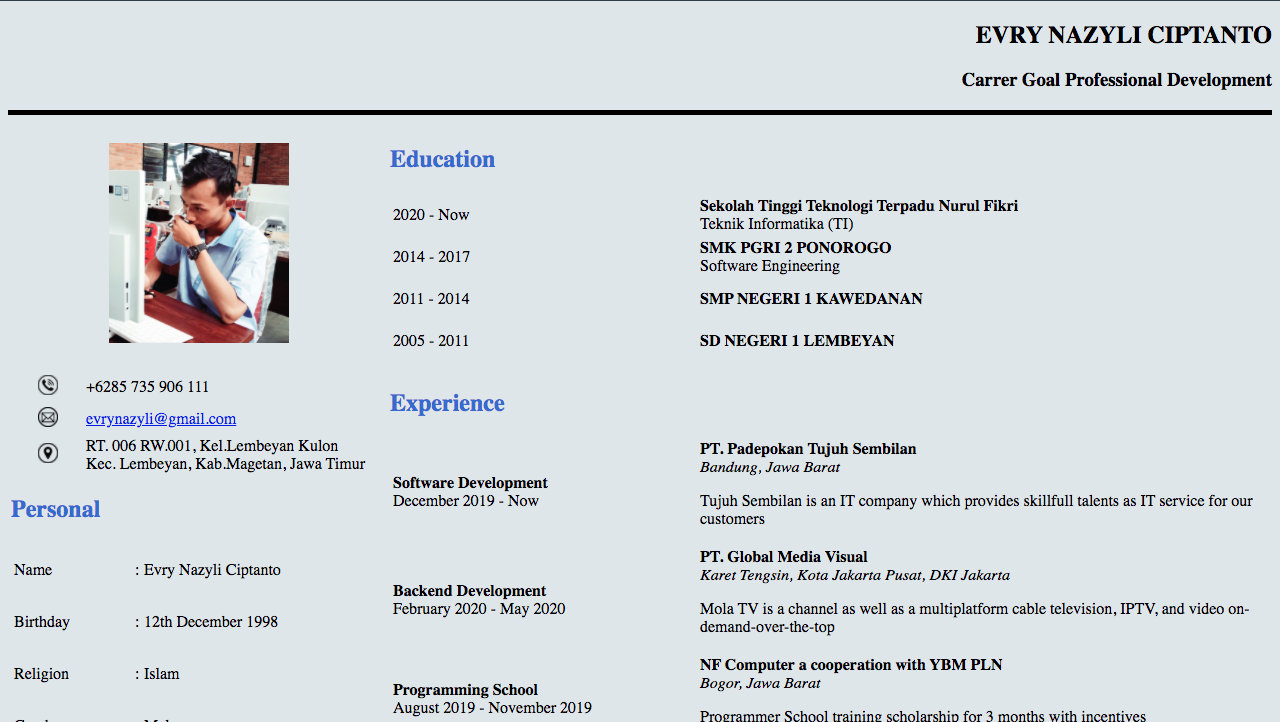 EVRY NAZYLI CIPTANTO
Carrer Goal Professional Development
+6285 735 906 111
evrynazyli@gmail.com
RT. 006 RW.001, Kel.Lembeyan Kulon
Kec. Lembeyan, Kab.Magetan, Jawa Timur
Personal
Name : Evry Nazyli Ciptanto
Birthday : 12th December 1998
Religion : Islam
Education
2020 - Now
Sekolah Tinggi Teknologi Terpadu Nurul Fikri
Teknik Informatika (TI)
2014 - 2017
SMK PGRI 2 PONOROGO
Software Engineering
2011 - 2014 SMP NEGERI 1 KAWEDANAN
2005 - 2011 SD NEGERI 1 LEMBEYAN
Experience
Software Development
December 2019 - Now
PT. Padepokan Tujuh Sembilan
Bandung, Jawa Barat
Tujuh Sembilan is an IT company which provides skillfull talents as IT service for our
customers
Backend Development
February 2020 - May 2020
PT. Global Media Visual
Karet Tengsin, Kota Jakarta Pusat, DKI Jakarta
Mola TV is a channel as well as a multiplatform cable television, IPTV, and video on-
demand-over-the-top
Programming School
August 2019 - November 2019
NF Computer a cooperation with YBM PLN
Bogor, Jawa Barat
Programmer School training scholarship for 3 months with incentives